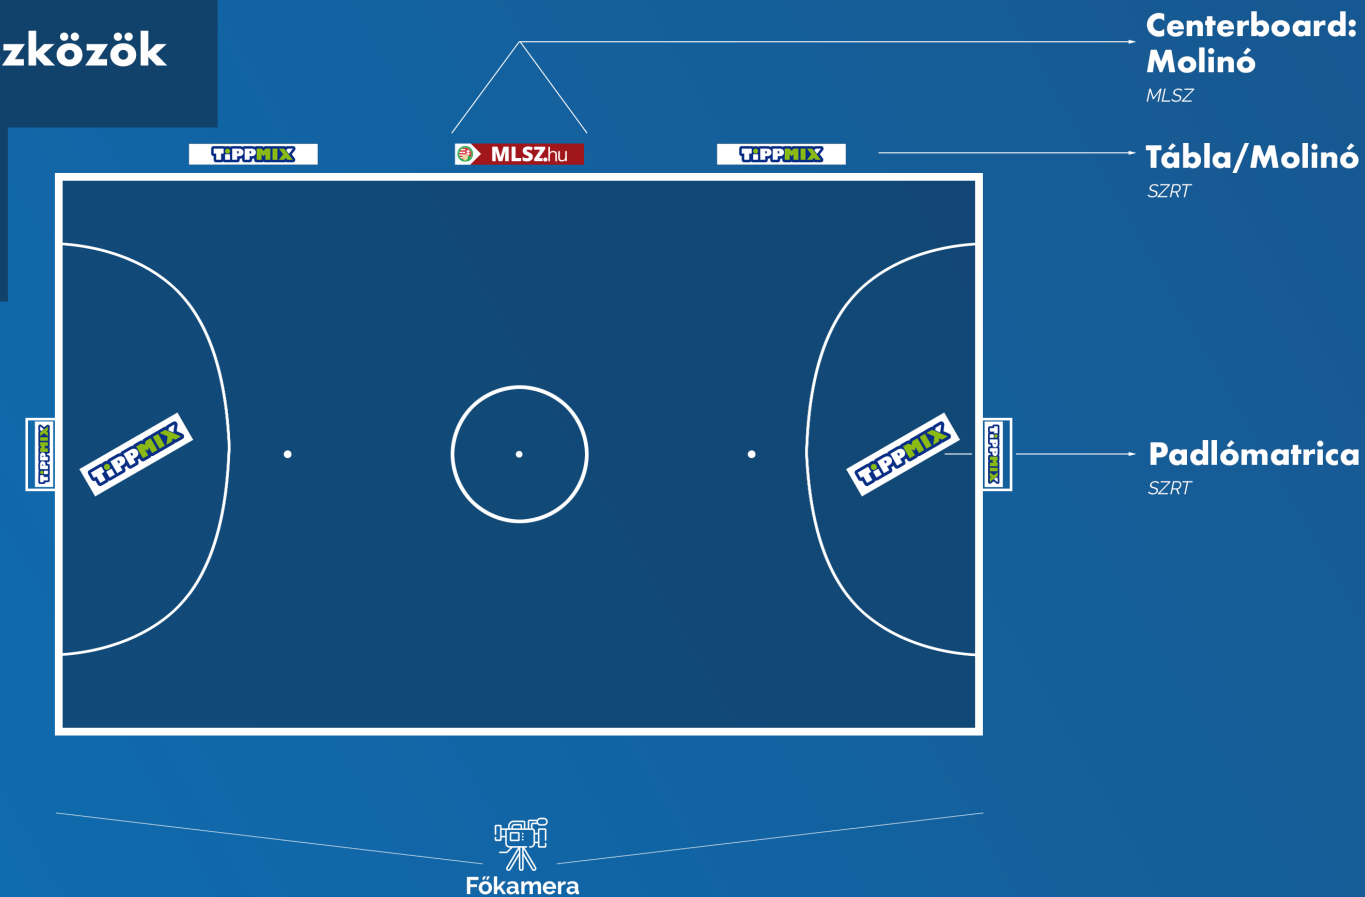 zközök
Centerboard:
Molinó
MLSZ
TiPPMIX
MLSZ.hu
TiPPMIX
Tábla/Molinó
SZRT
TiPPMIX
TiPPMIX
TiPPMIX
TiPPMIX
Padlómatrica
SZRT
Főkamera